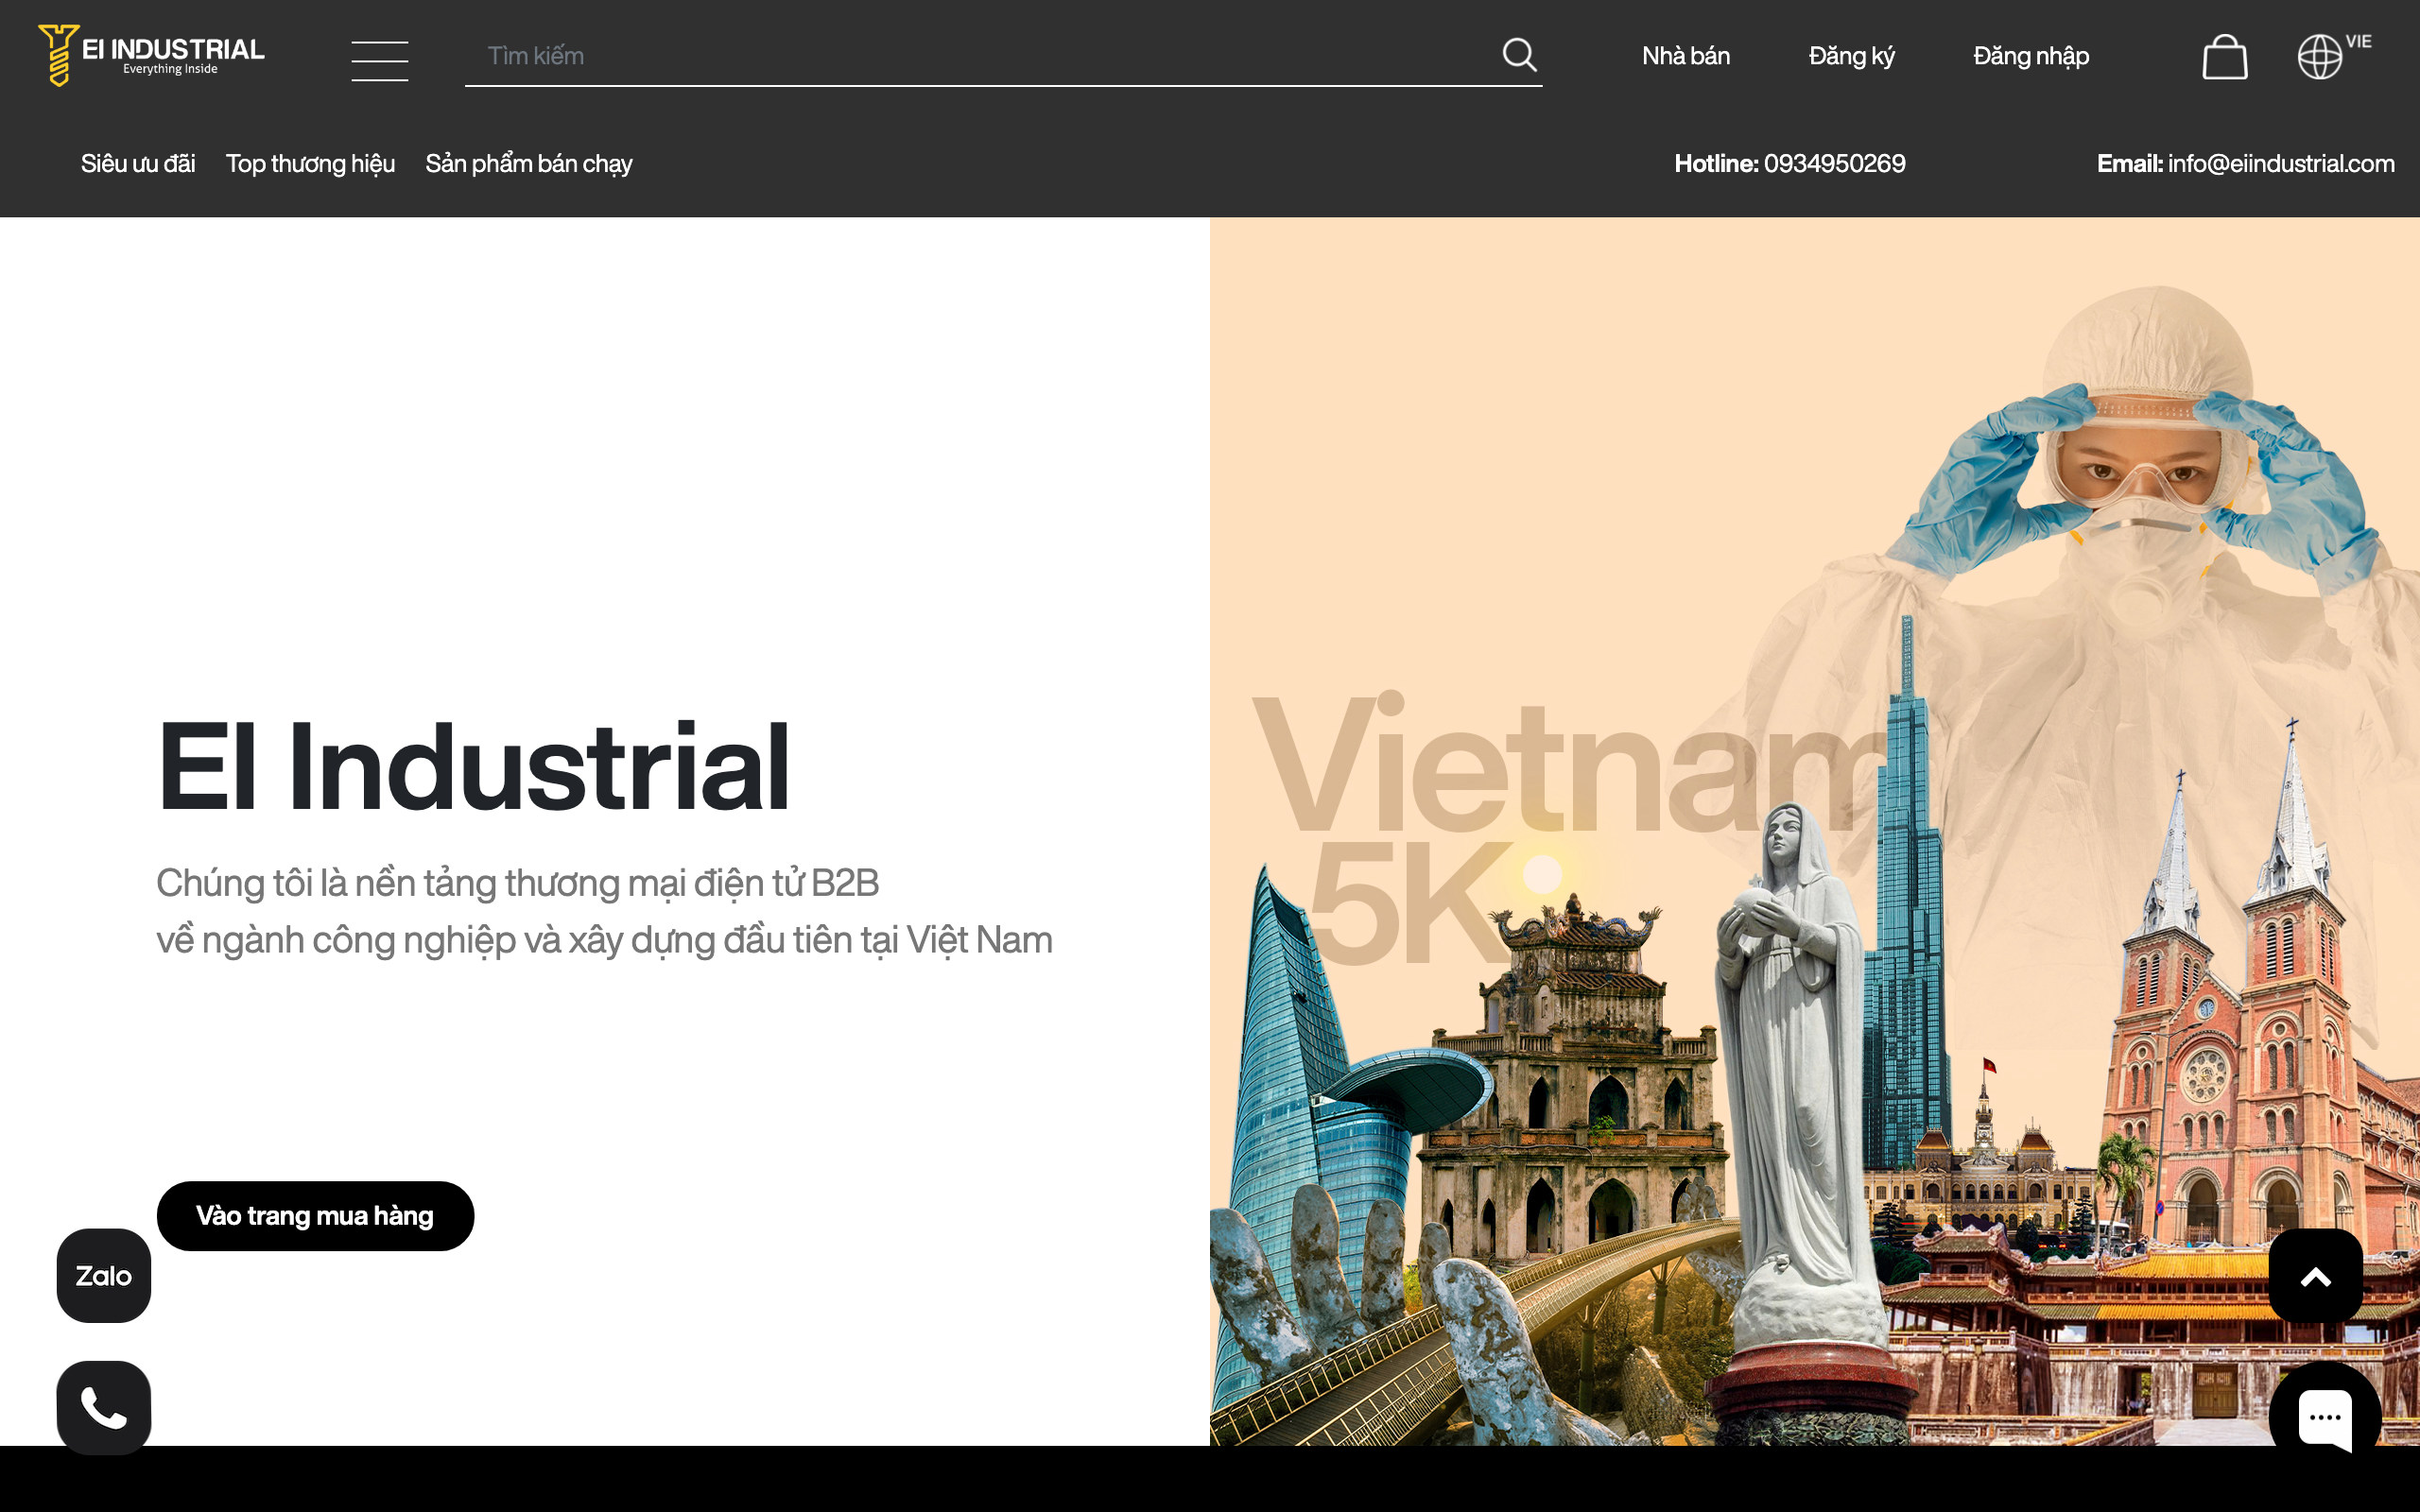 EI INDUSTRIAL
Everything Inside
Tìm kiếm
Nhà bán
Đăng ký
Đăng nhập
VIE
Siêu ưu đãi
Top thương hiệu
Sản phẩm bán chạy
Hotline: 0934950269
Email: info@eiindustrial.com
EI Industrial
Chúng tôi là nền tảng thương mại điện tử B2B
về ngành công nghiệp và xây dựng đầu tiên tại Việt Nam
Vào trang mua hàng
Zalo
Vietnam
5K